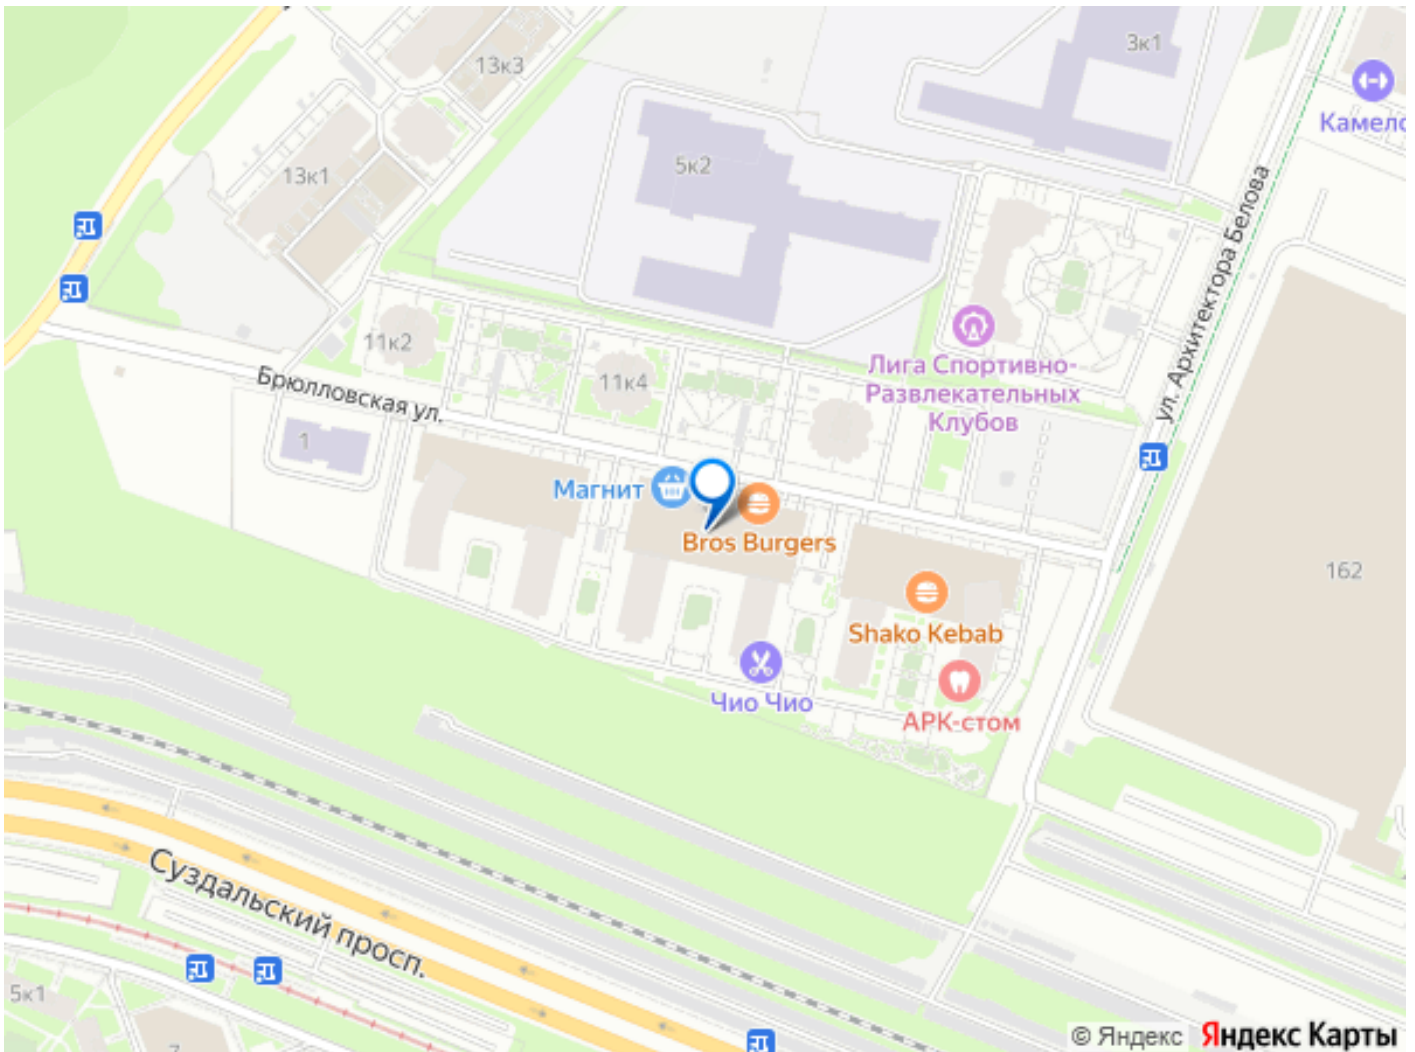 3к1
13к3
Камело
5к2
13к1
ул. Архитектора Белова
11к2
Лига Спортивно-
Развлекательных
Клубов
11к4
Брюлловская ул.
1
Магнит
Bros Burgers
162
Shako Kebab
Чио Чио
АРК-стом
Суздальский просп.
5к1
7
© Яндекс Яндекс Карты